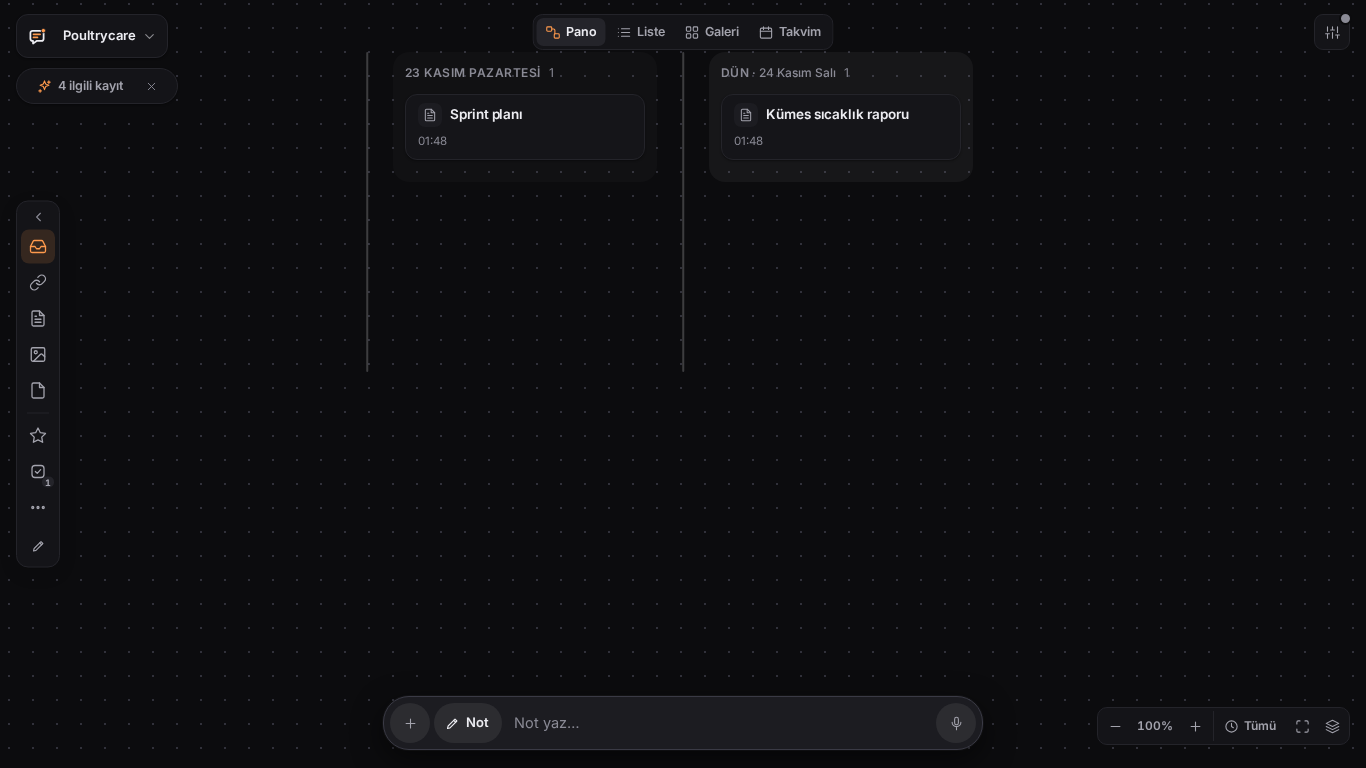 Poultrycare
Pano
Liste
Galeri
Takvim
4 ilgili kayıt
23 KASIM PAZARTESİ 1
Sprint planı
01:48
DÜN · 24 Kasım Salı 1
Kümes sıcaklık raporu
01:48
1
Not
Not yaz...
100%
Tümü